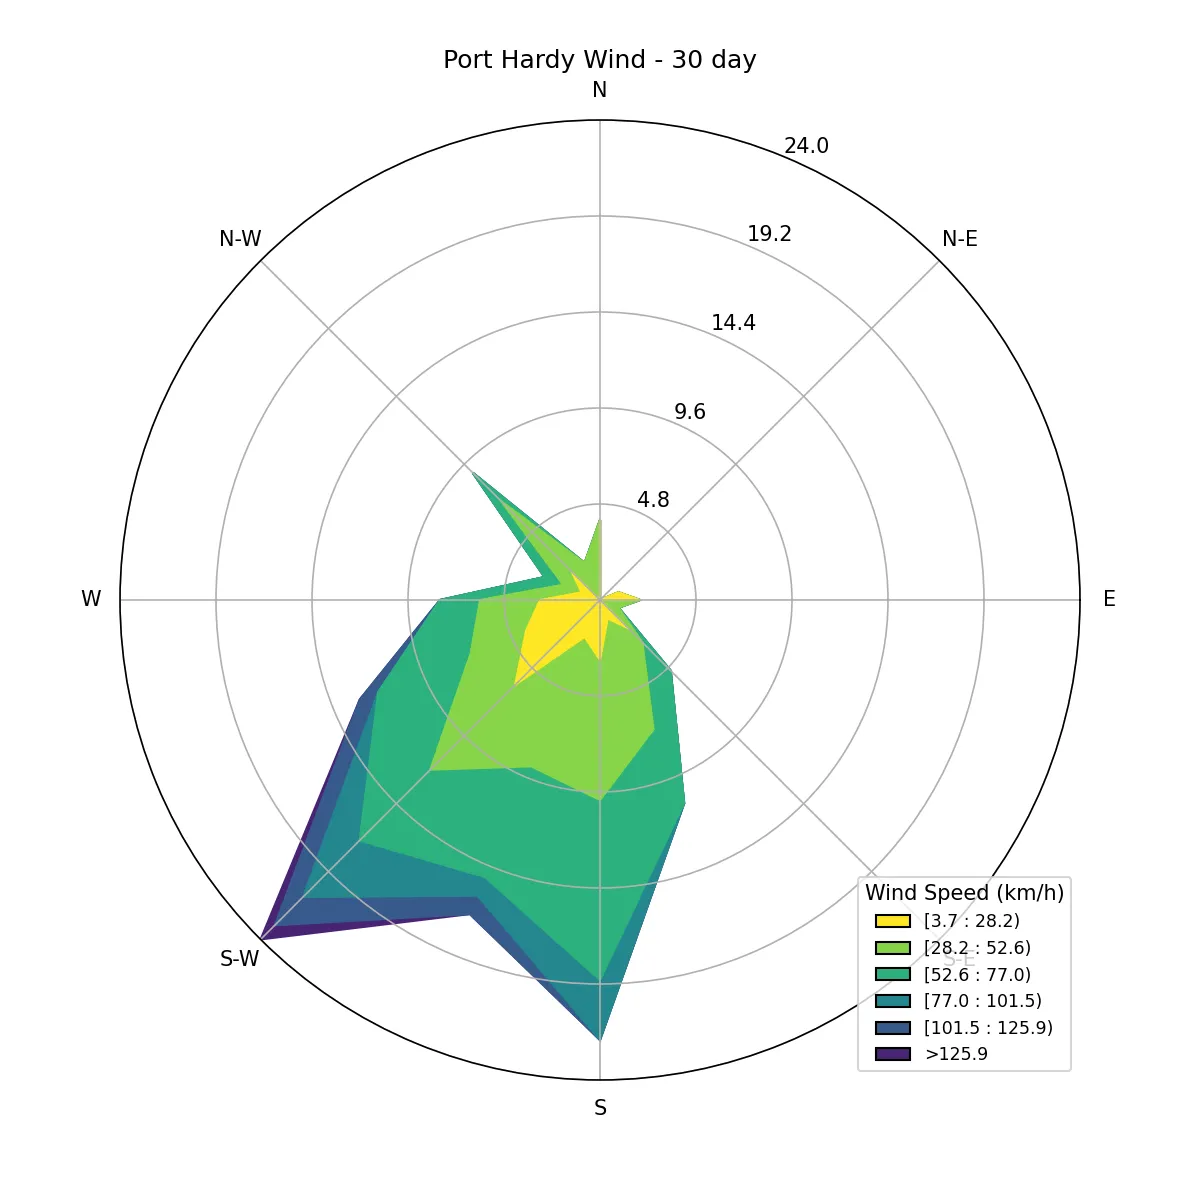 Port Hardy Wind - 30 day
N
24.0
N-W
19.2
N-E
14.4
9.6
4.8
W
E
S-W
S-E
S
Wind Speed (km/h)
[3.7 : 28.2)
[28.2 : 52.6)
[52.6 : 77.0)
[77.0 : 101.5)
[101.5 : 125.9)
>125.9